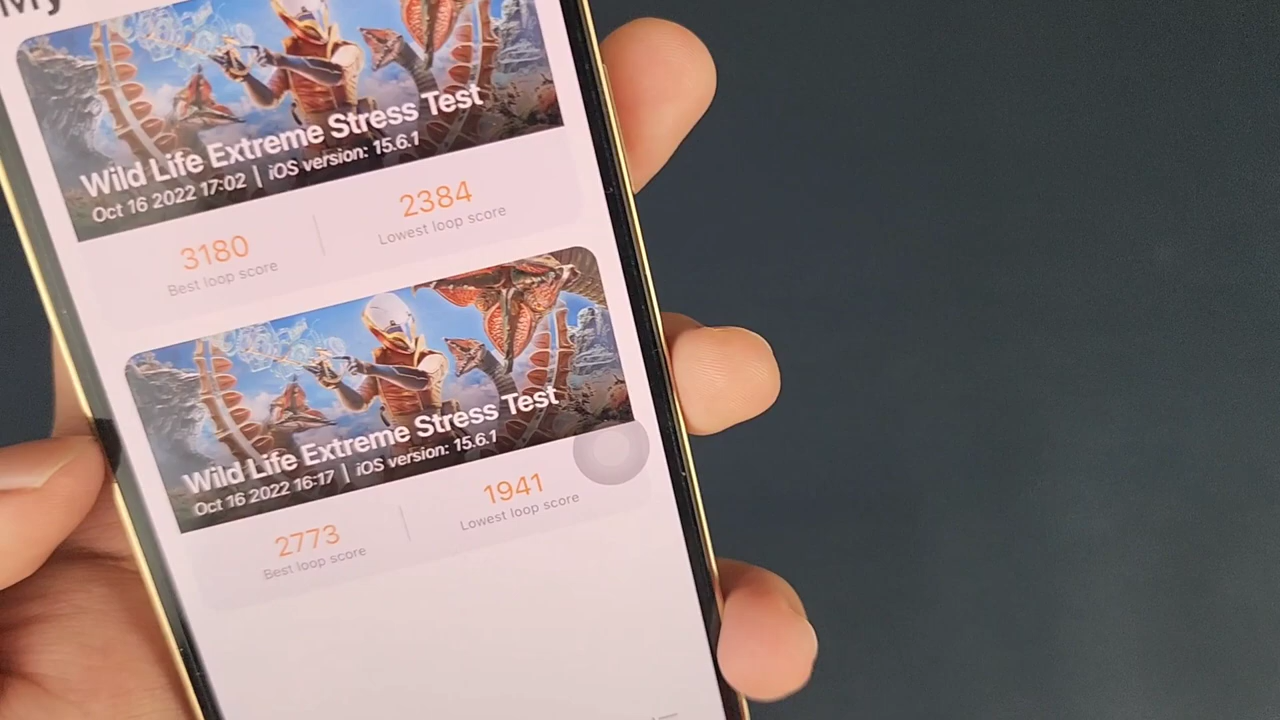 My
Wild Life Extreme Stress Test
Oct 16 2022 17:02 | iOS version: 15.6.1
3180
Best loop score
2384
Lowest loop score
Wild Life Extreme Stress Test
Oct 16 2022 16:17 | iOS version: 15.6.1
2773
Best loop score
1941
Lowest loop score